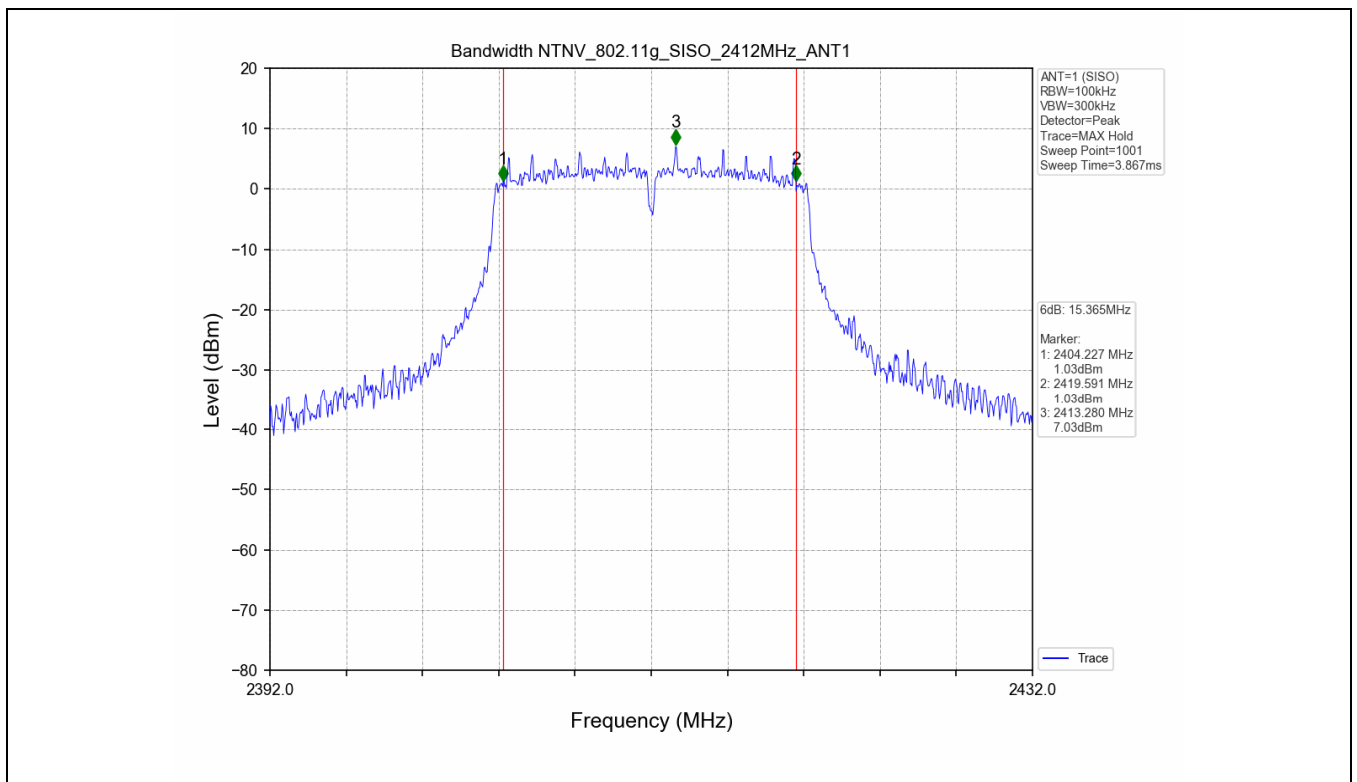 Bandwidth NTNV_802.11g_SISO_2412MHz_ANT1
20
10
0
−10
−20
−30
−40
−50
−60
−70
−80
Level (dBm)
1
3
2
2392.0
2432.0
Frequency (MHz)
ANT=1 (SISO)
RBW=100kHz
VBW=300kHz
Detector=Peak
Trace=MAX Hold
Sweep Point=1001
Sweep Time=3.867ms
6dB: 15.365MHz
Marker:
1: 2404.227 MHz
1.03dBm
2: 2419.591 MHz
1.03dBm
3: 2413.280 MHz
7.03dBm
Trace